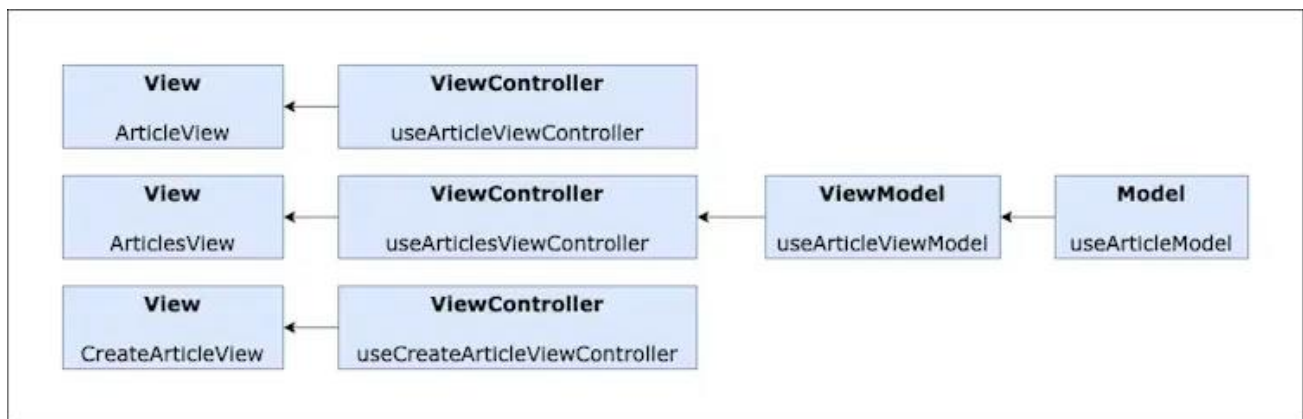 View
ArticleView
ViewController
useArticleViewController
View
ArticlesView
ViewController
useArticlesViewController
ViewModel
useArticleViewModel
Model
useArticleModel
View
CreateArticleView
ViewController
useCreateArticleViewController